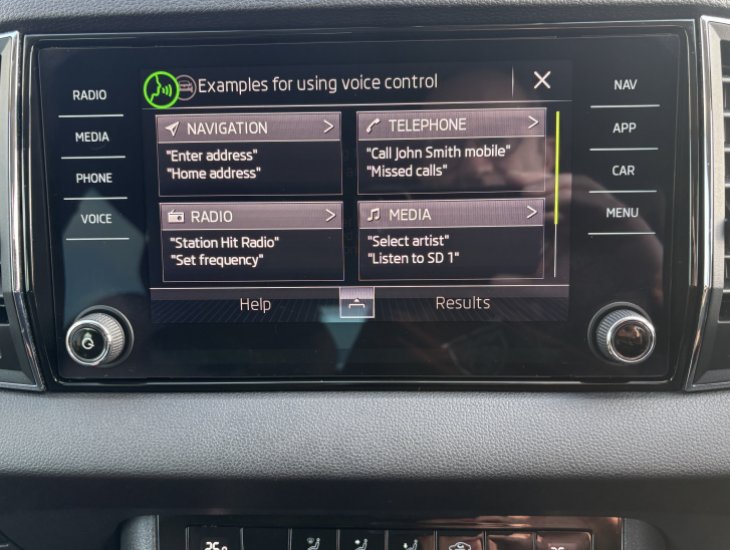 Examples for using voice control
RADIO
MEDIA
PHONE
VOICE
NAVIGATION
"Enter address"
"Home address"
TELEPHONE
"Call John Smith mobile"
"Missed calls"
RADIO
"Station Hit Radio"
"Set frequency"
MEDIA
"Select artist"
"Listen to SD 1"
Help
Results
NAV
APP
CAR
MENU